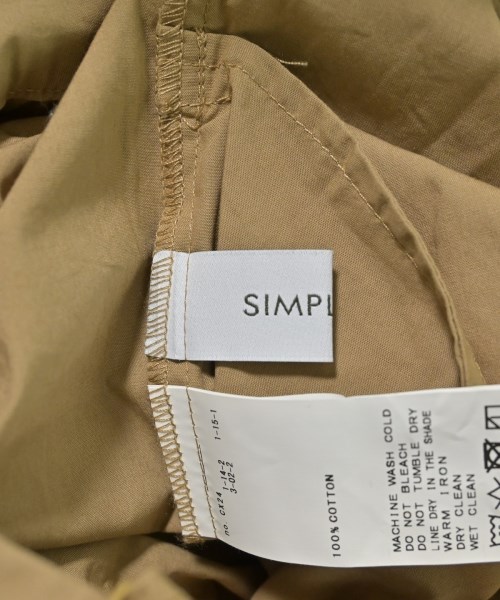 SIMPL
no. CX24
1-14-2
3-02-2
1-15-1
100% COTTON
MACHINE WASH COLD
DO NOT BLEACH
DO NOT TUMBLE DRY
LINE DRY IN THE SHADE
WARM IRON
DRY CLEAN
WET CLEAN